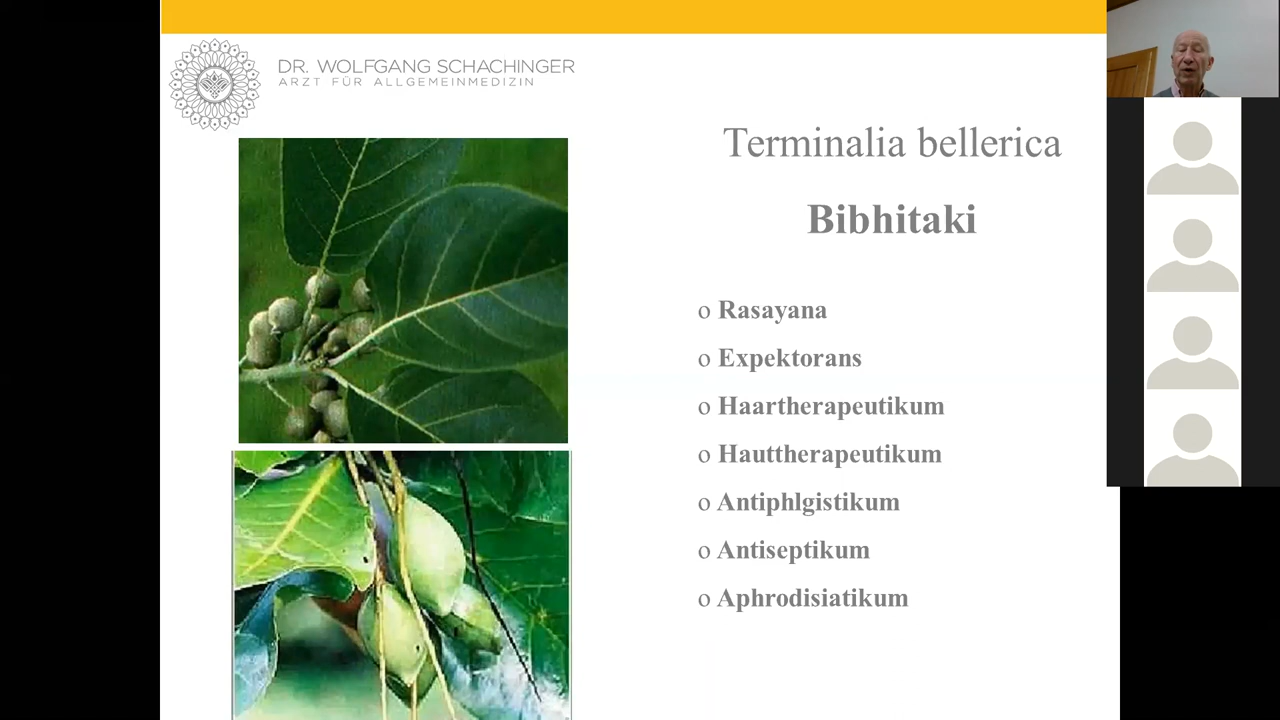 DR. WOLFGANG SCHACHINGER
ARZT FÜR ALLGEMEINMEDIZIN
Terminalia bellerica
Bibhitaki
o Rasayana
o Expektorans
o Haartherapeutikum
o Hauttherapeutikum
o Antiphlgistikum
o Antiseptikum
o Aphrodisiatikum